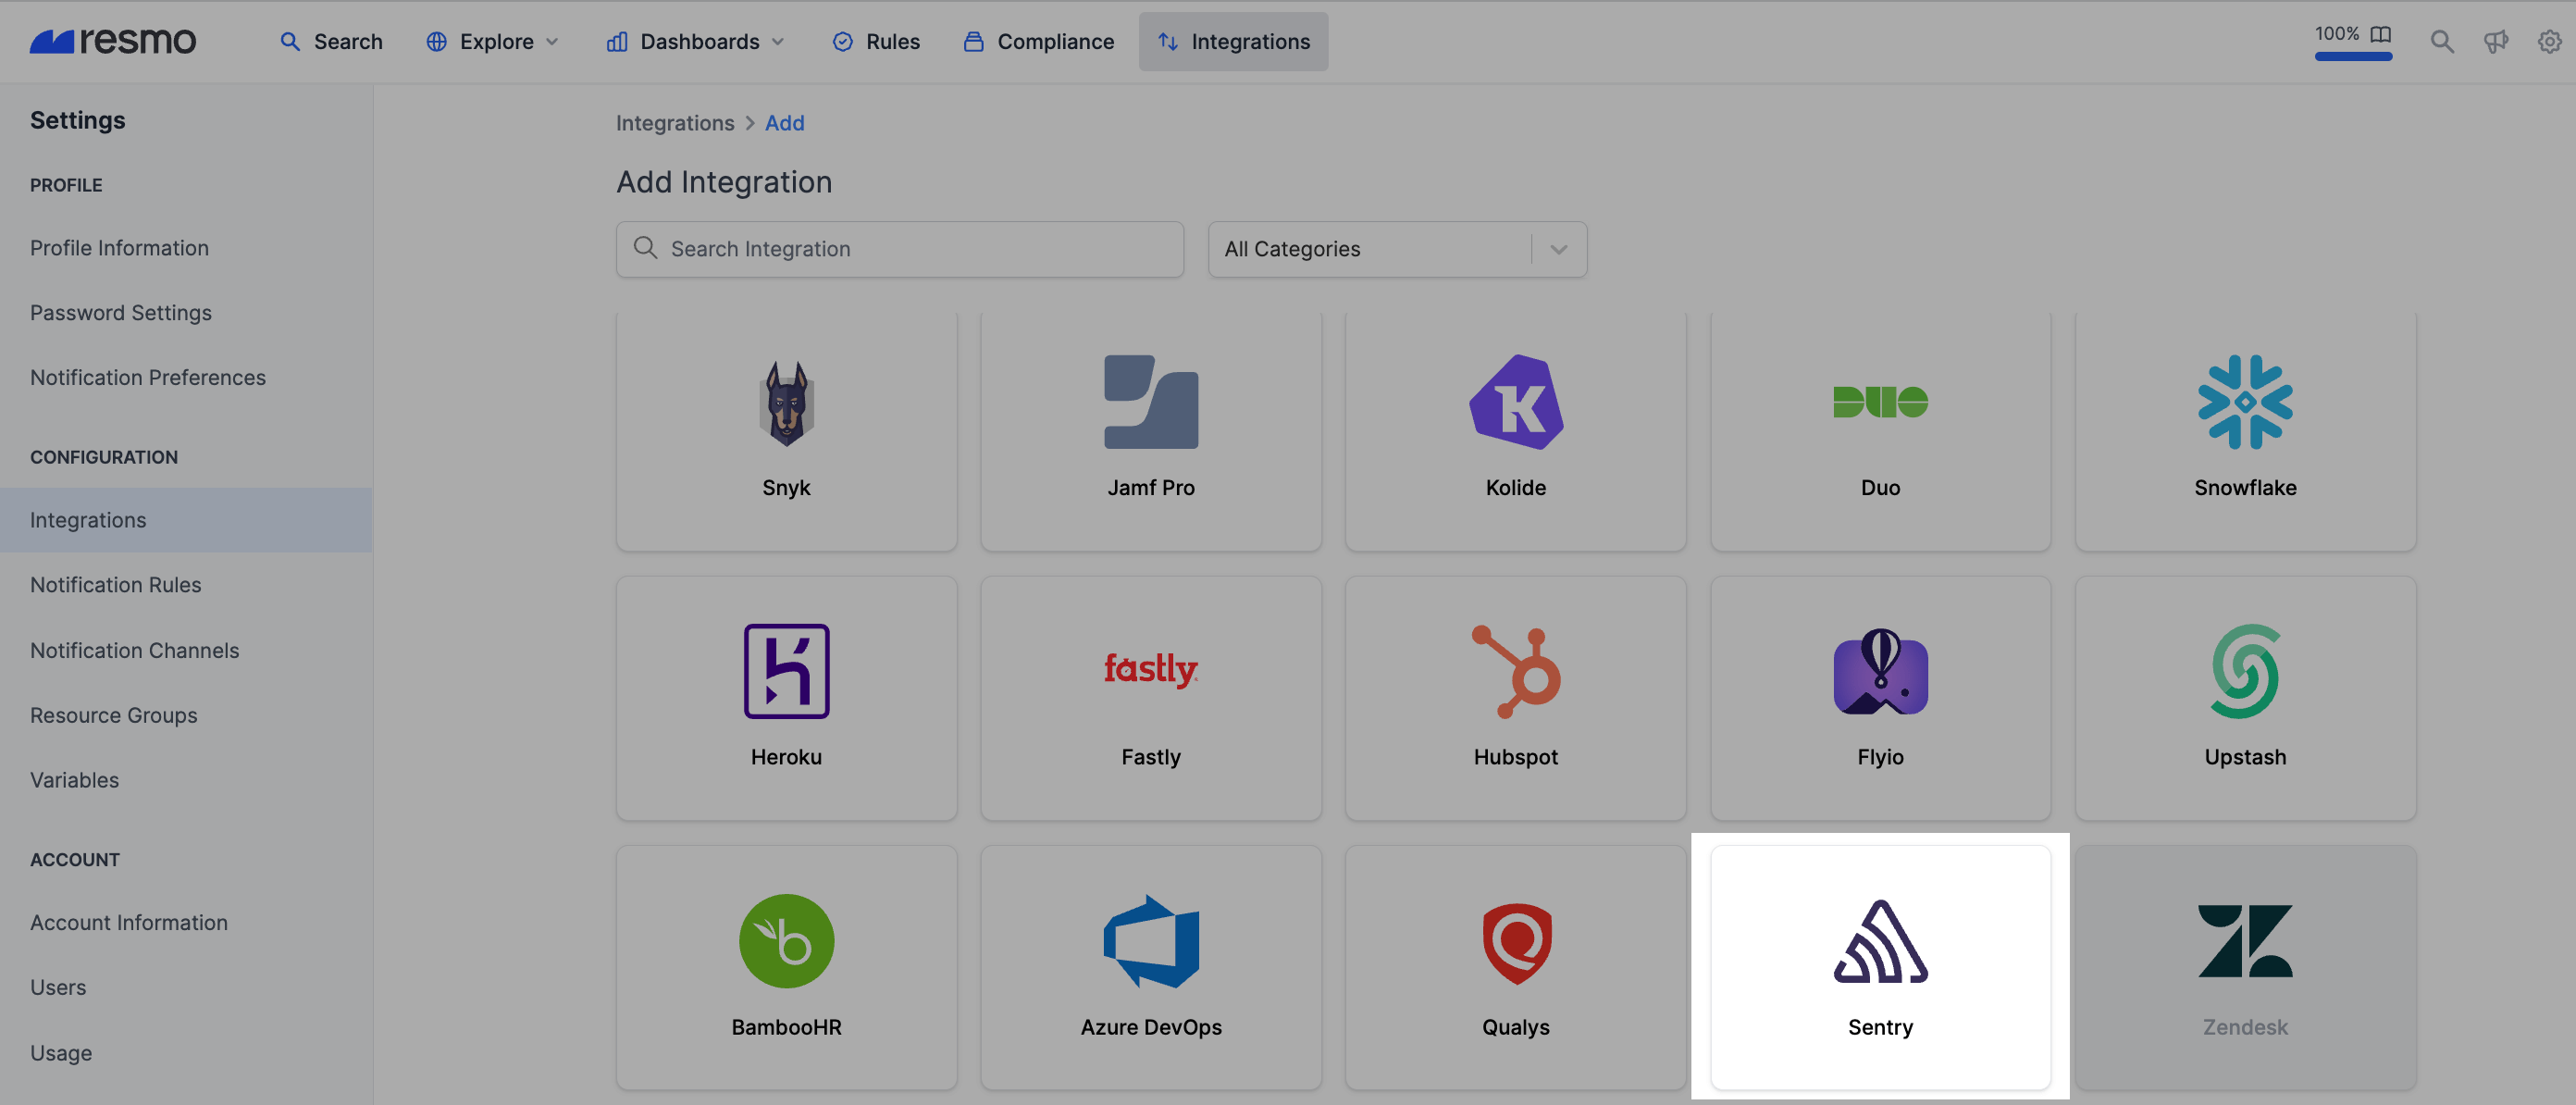 resmo
Search
Explore
Dashboards
Rules
Compliance
Integrations
100%
Settings
PROFILE
Profile Information
Password Settings
Notification Preferences
CONFIGURATION
Integrations
Notification Rules
Notification Channels
Resource Groups
Variables
ACCOUNT
Account Information
Users
Usage
Integrations > Add
Add Integration
Search Integration
All Categories
Snyk
Jamf Pro
Kolide
DUO
Duo
Snowflake
Heroku
fastly
Fastly
Hubspot
Flyio
Upstash
BambooHR
Azure DevOps
Qualys
Sentry
Zendesk